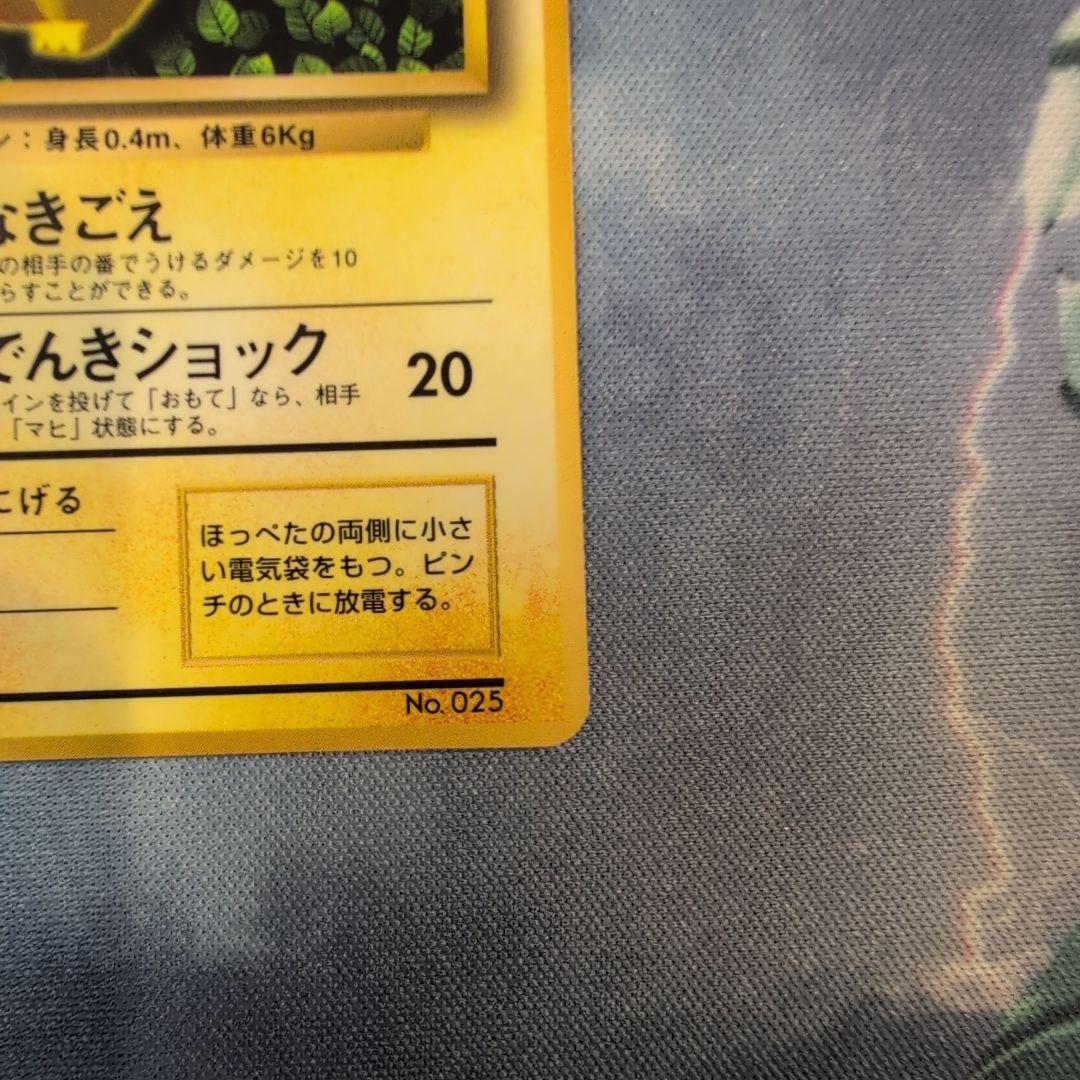 ン：身長0.4m、体重6Kg
なきごえ
の相手の番でうけるダメージを10
らすことができる。
でんきショック 20
インを投げて「おもて」なら、相手
「マヒ」状態にする。
にげる
ほっぺたの両側に小さ
い電気袋をもつ。ピン
チのときに放電する。
No. 025